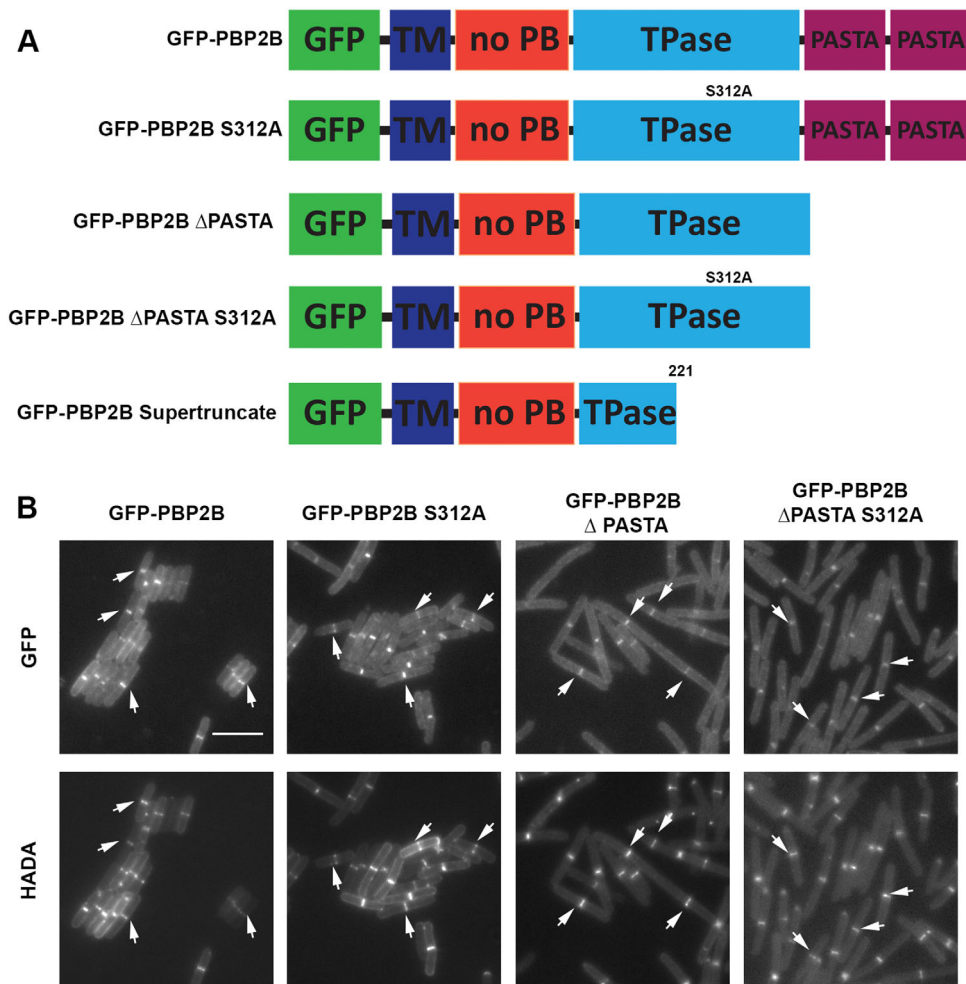 A
GFP-PBP2B
GFP TM no PB TPase PASTA PASTA
S312A
GFP-PBP2B S312A
GFP TM no PB TPase PASTA PASTA
GFP-PBP2B ΔPASTA
GFP TM no PB TPase
S312A
GFP-PBP2B ΔPASTA S312A
GFP TM no PB TPase
221
GFP-PBP2B Supertruncate
GFP TM no PB TPase
B
GFP-PBP2B
GFP-PBP2B S312A
GFP-PBP2B
Δ PASTA
GFP-PBP2B
ΔPASTA S312A
GFP
HADA